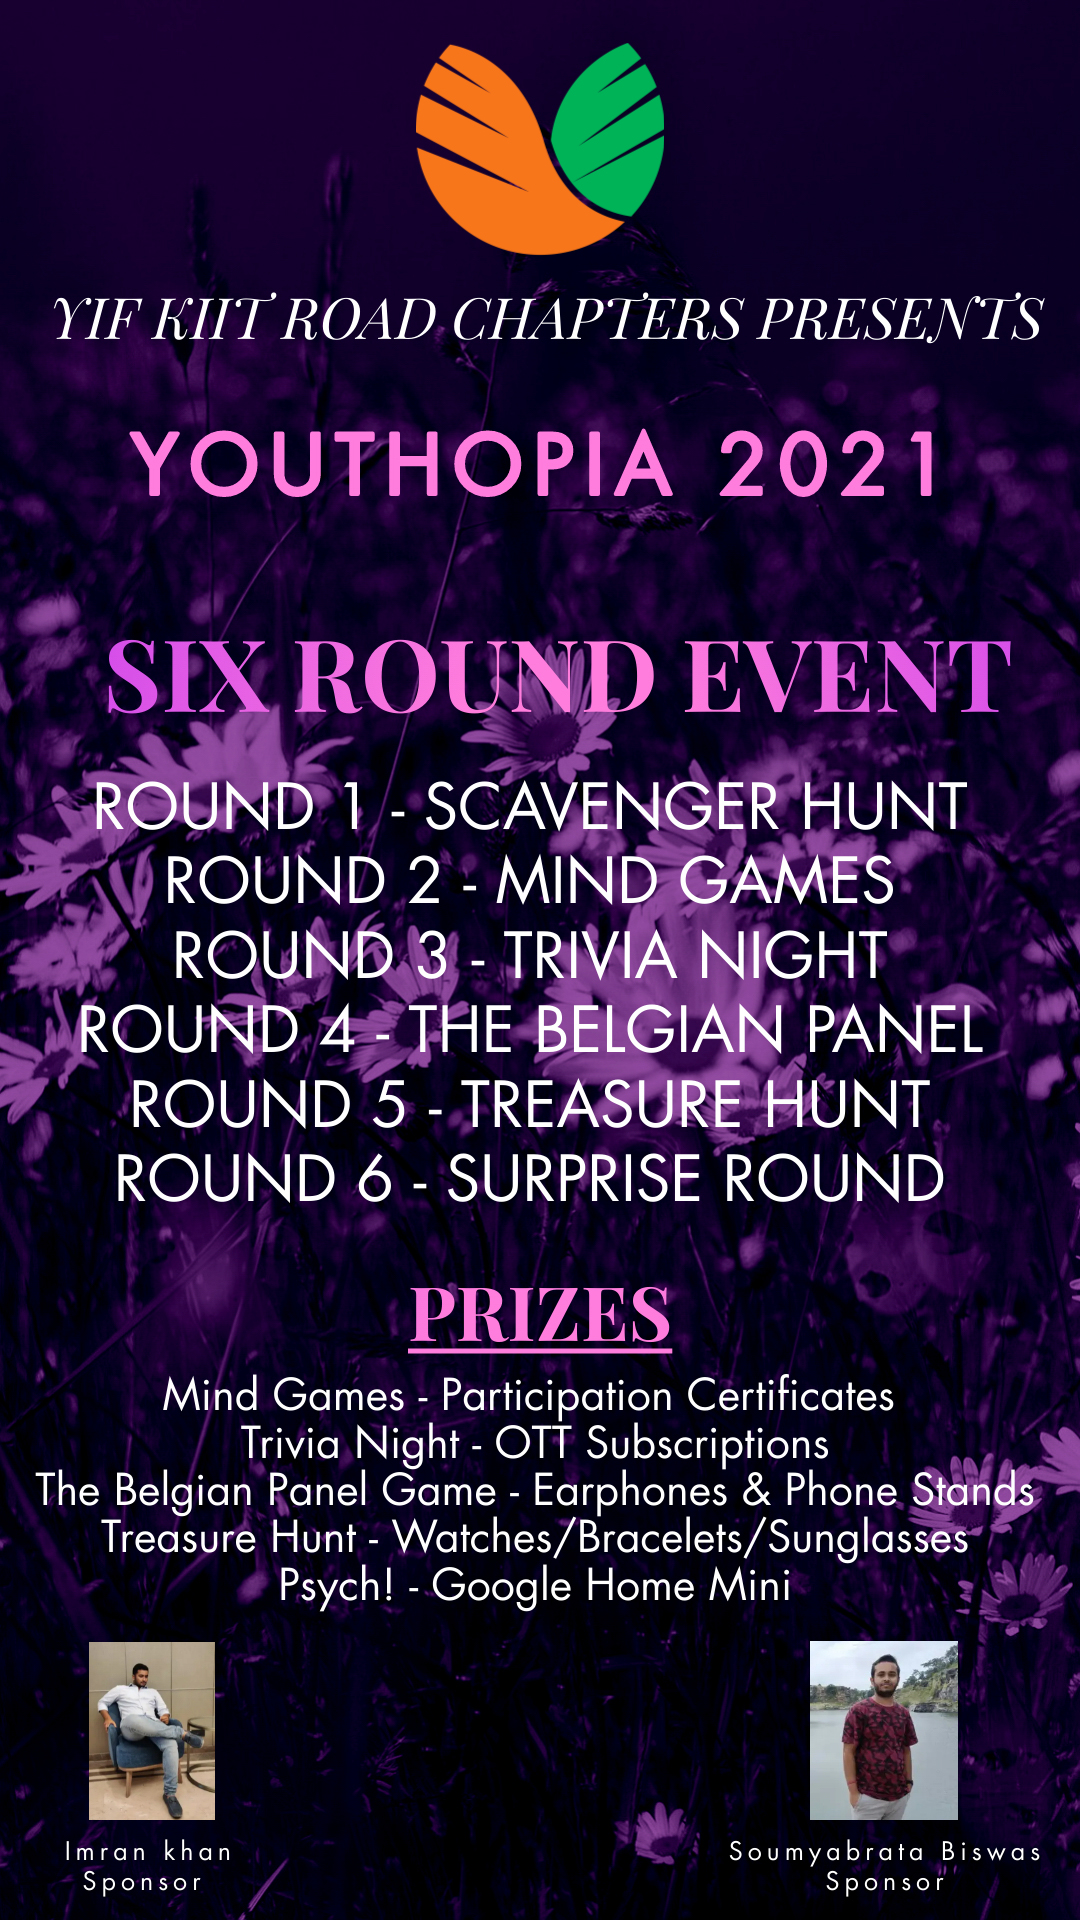 YIF KIIT ROAD CHAPTERS PRESENTS
YOUTHOPIA 2021
SIX ROUND EVENT
ROUND 1 - SCAVENGER HUNT
ROUND 2 - MIND GAMES
ROUND 3 - TRIVIA NIGHT
ROUND 4 - THE BELGIAN PANEL
ROUND 5 - TREASURE HUNT
ROUND 6 - SURPRISE ROUND
PRIZES
Mind Games - Participation Certificates
Trivia Night - OTT Subscriptions
The Belgian Panel Game - Earphones & Phone Stands
Treasure Hunt - Watches/Bracelets/Sunglasses
Psych! - Google Home Mini
Imran khan
Sponsor
Soumyabrata Biswas
Sponsor